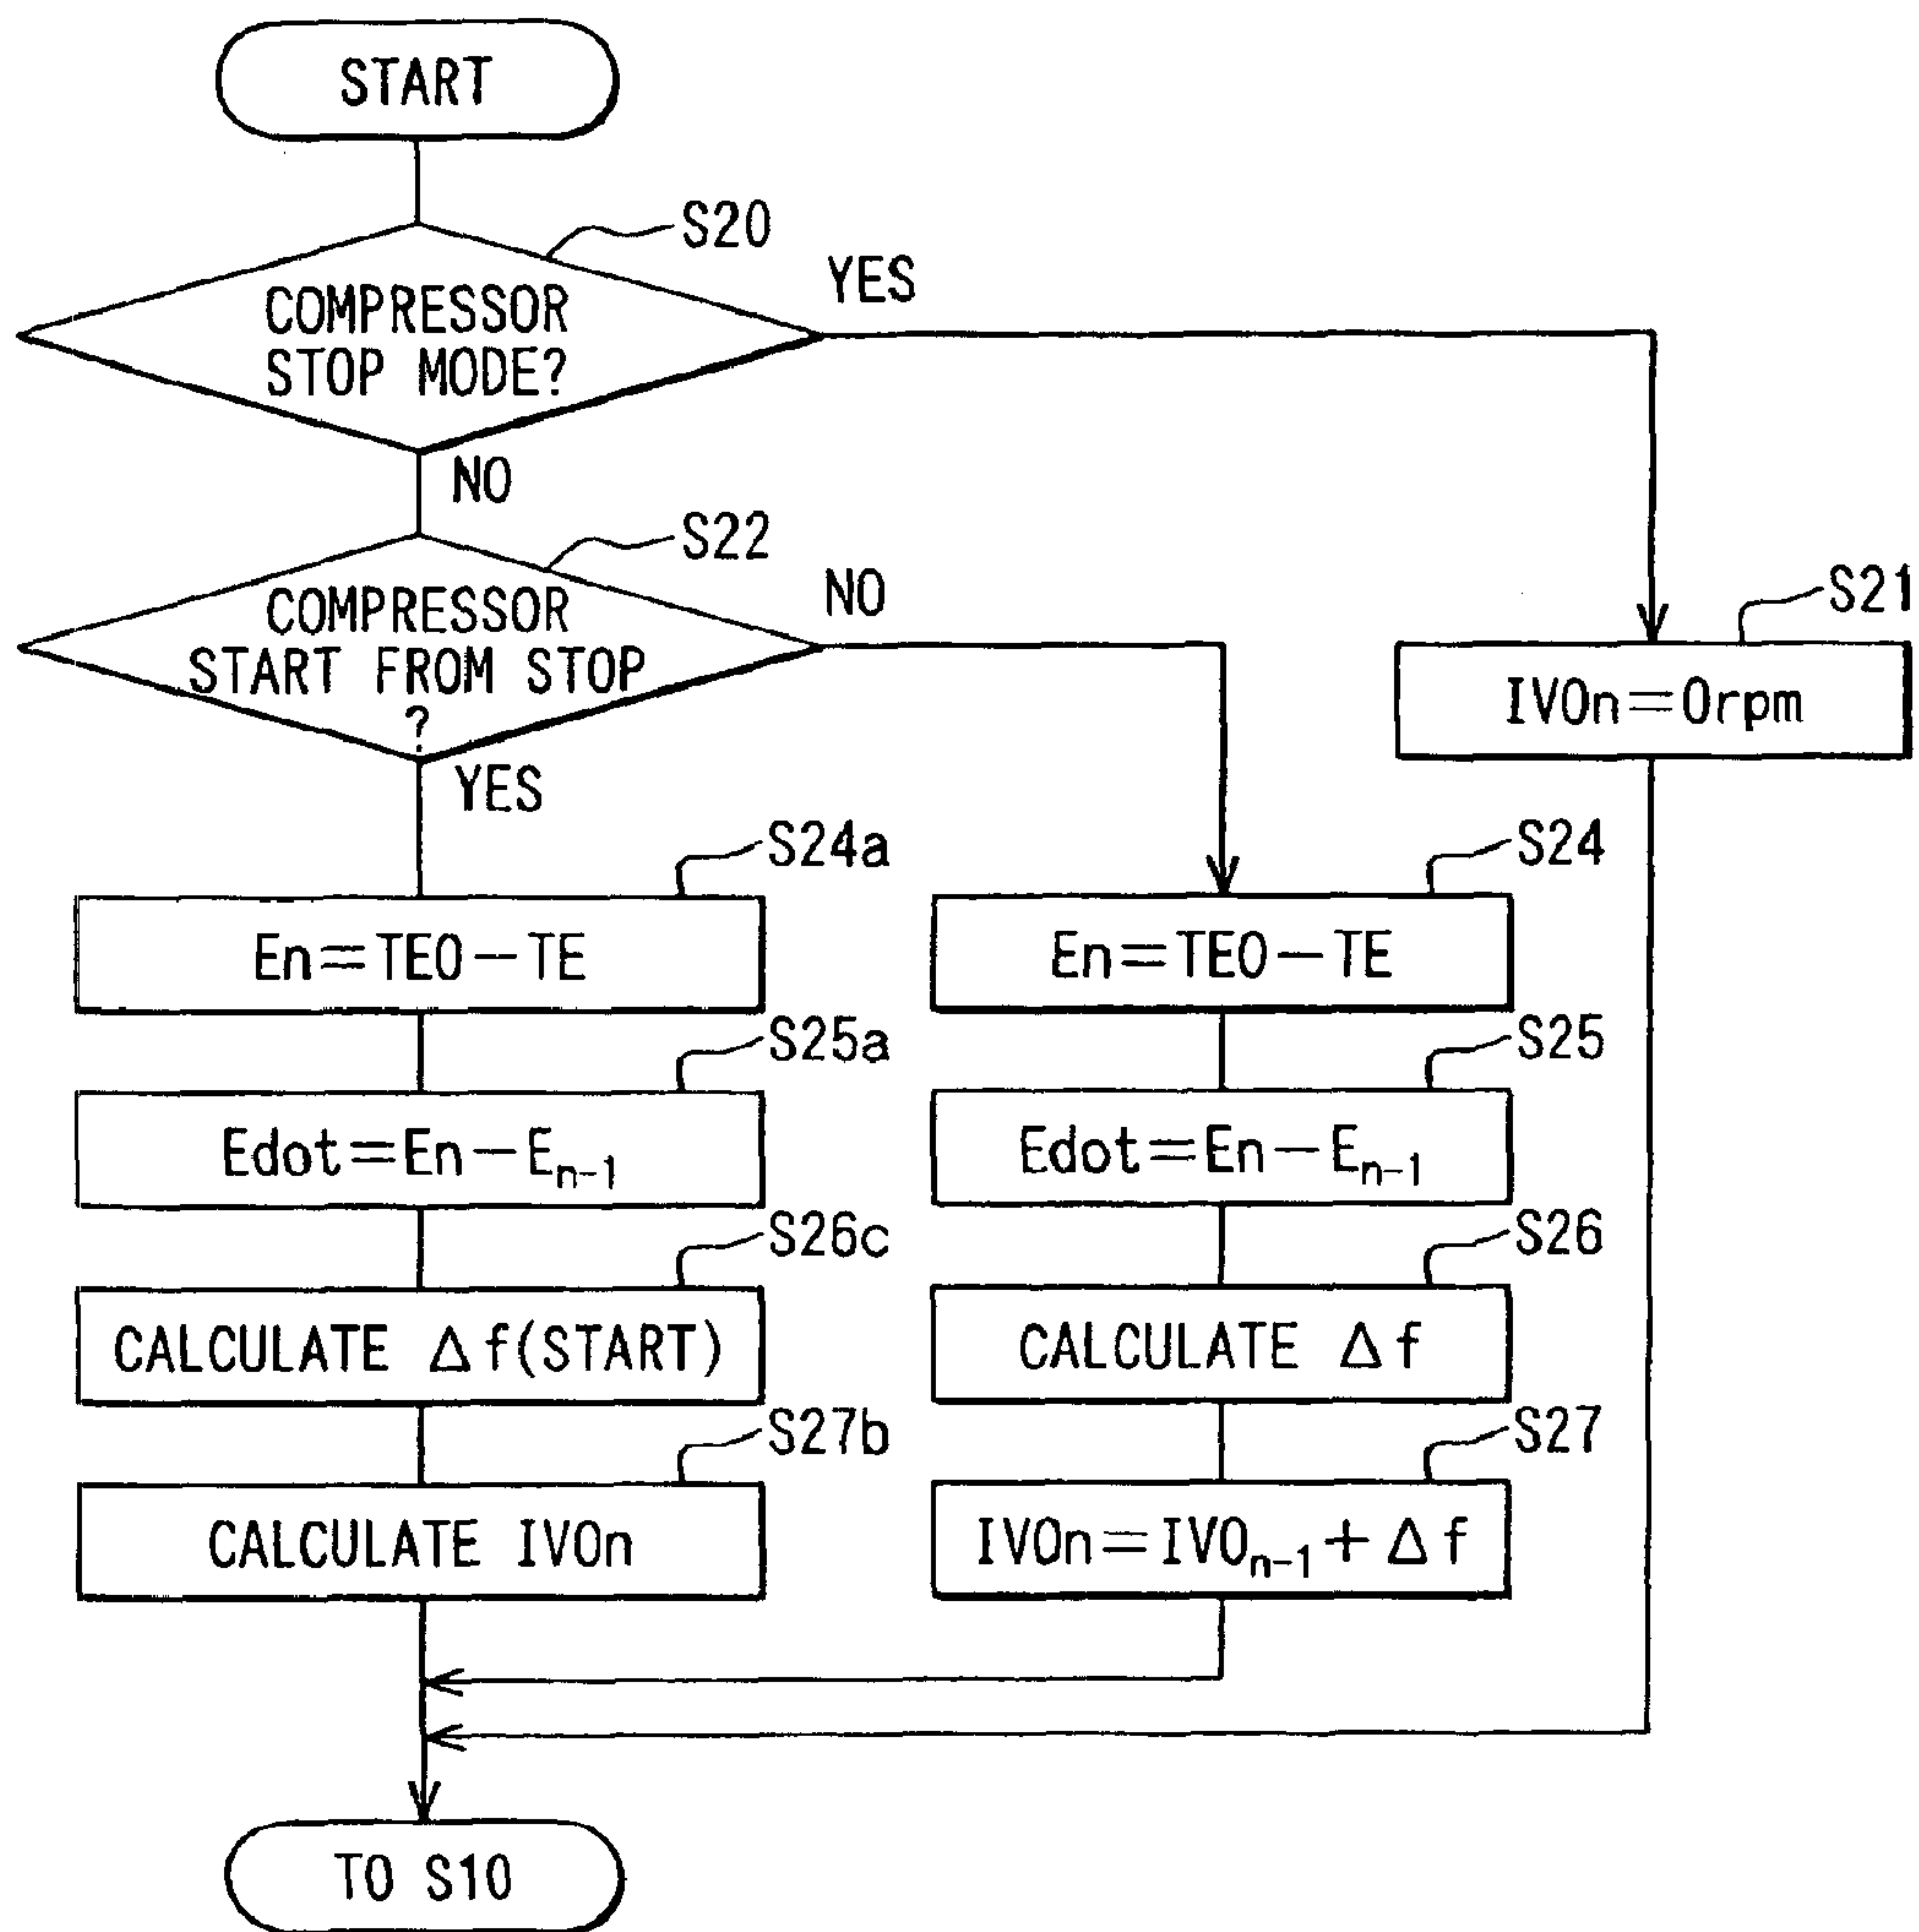 START
S20
COMPRESSOR
STOP MODE?
YES
NO
S22
COMPRESSOR
START FROM STOP
?
NO
YES
S21
IVOn=0rpm
S24a
En=TEO-TE
S24
En=TEO-TE
S25a
Edot=En-En-1
S25
Edot=En-En-1
S26c
CALCULATE Δf(START)
S26
CALCULATE Δf
S27b
CALCULATE IVOn
S27
IVOn=IVOn-1+Δf
TO S10